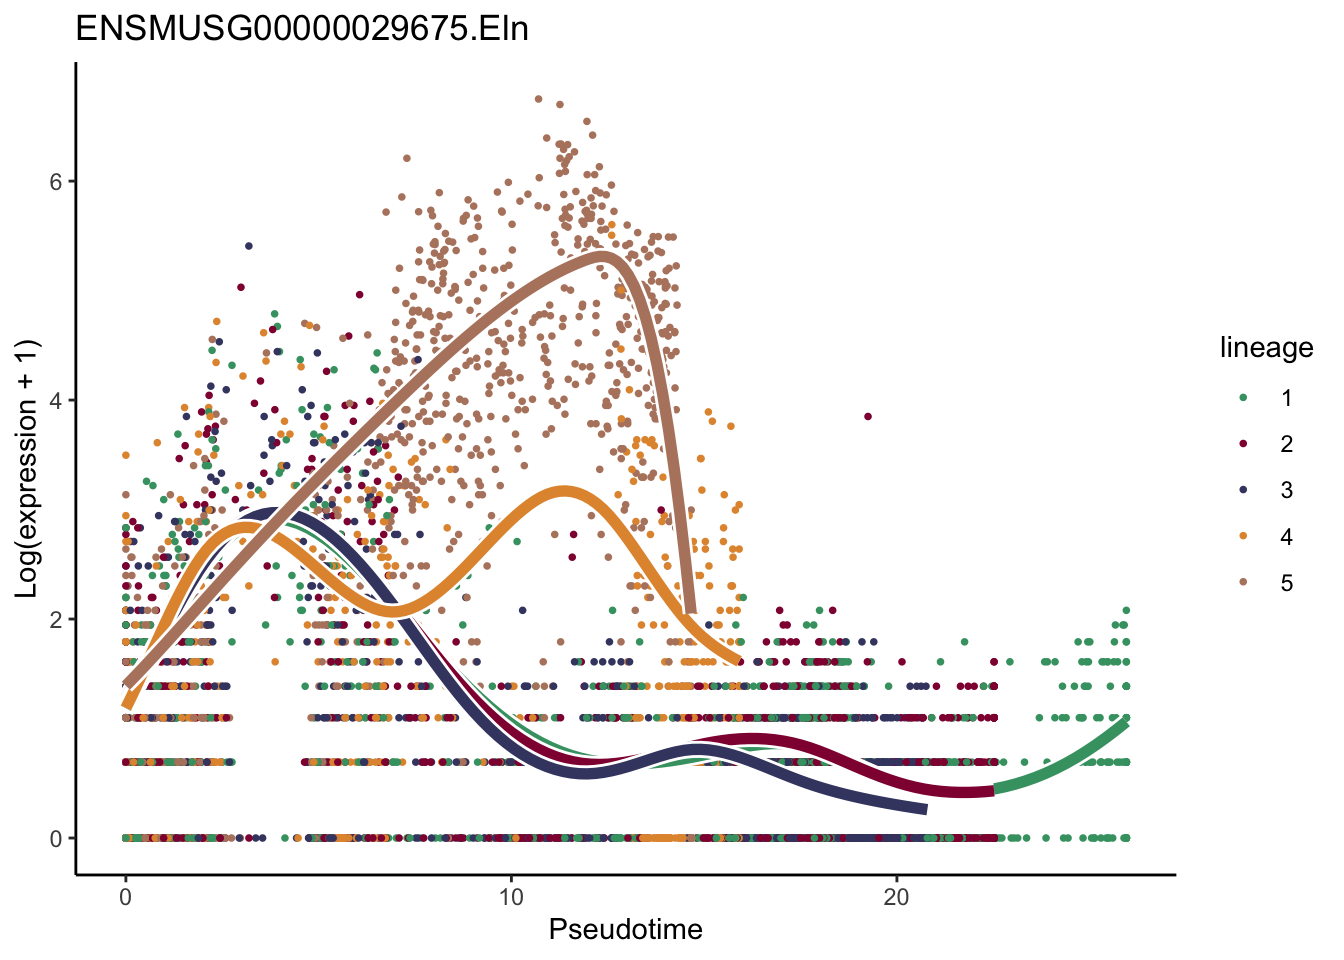 ENSMUSG00000029675.Eln
Log(expression + 1)
6
4
2
0
0 10 20
Pseudotime
lineage
1
2
3
4
5